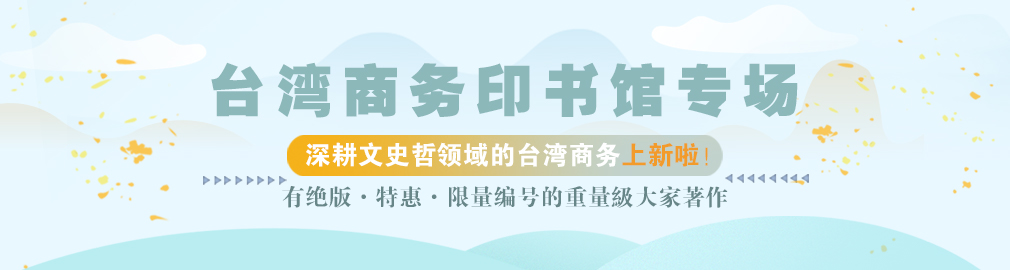 台湾商务印书馆专场
深耕文史哲领域的台湾商务上新啦!
有绝版·特惠·限量编号的重量級大家著作